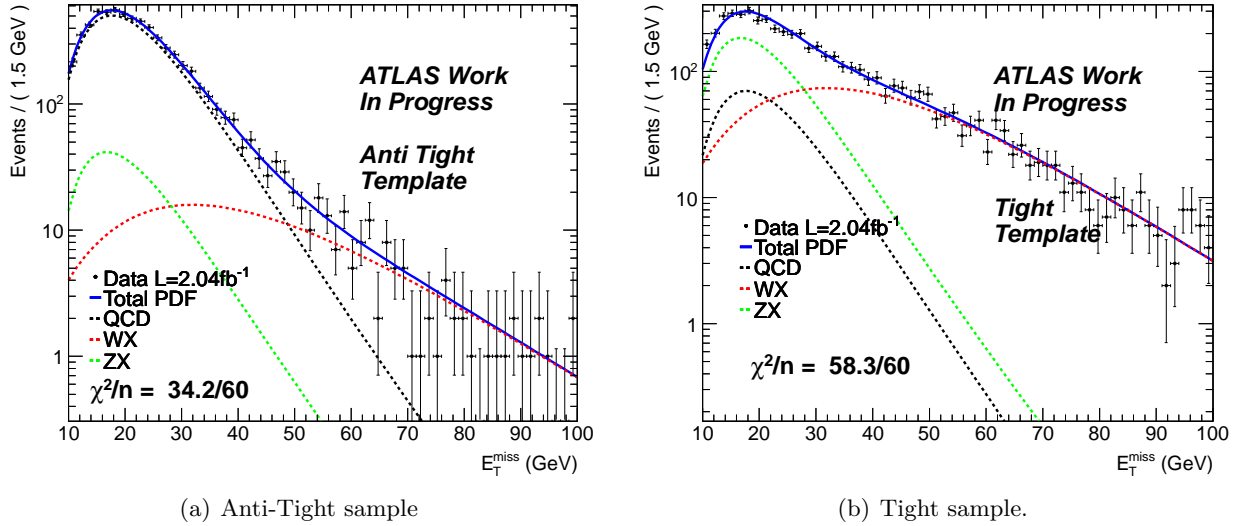 Events / ( 1.5 GeV )
10²
10
1
ATLAS Work
In Progress
Anti Tight
Template
Data L=2.04fb⁻¹
Total PDF
QCD
WX
ZX
χ²/n = 34.2/60
10 20 30 40 50 60 70 80 90 100
E_T^miss (GeV)
(a) Anti-Tight sample
Events / ( 1.5 GeV )
10²
10
1
ATLAS Work
In Progress
Tight
Template
Data L=2.04fb⁻¹
Total PDF
QCD
WX
ZX
χ²/n = 58.3/60
10 20 30 40 50 60 70 80 90 100
E_T^miss (GeV)
(b) Tight sample.